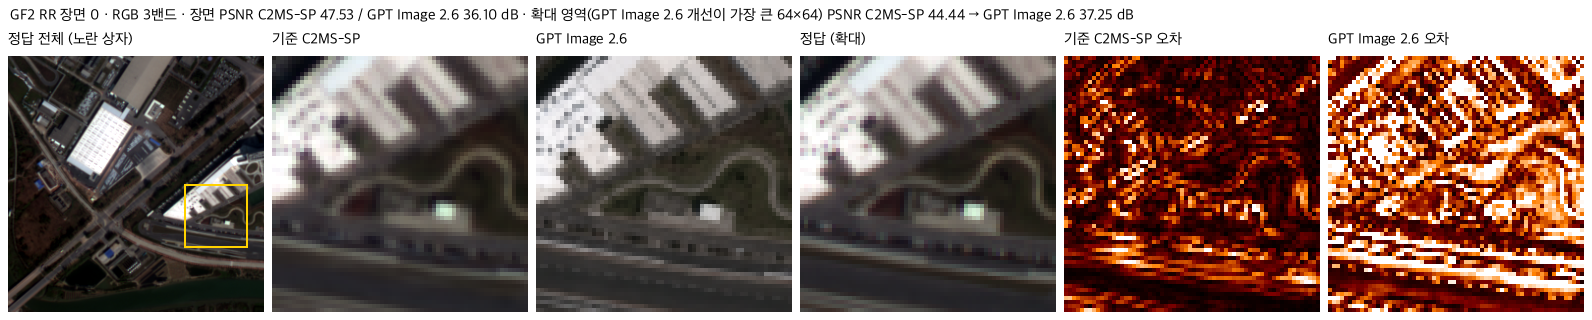 GF2 RR 장면 0 · RGB 3밴드 · 장면 PSNR C2MS-SP 47.53 / GPT Image 2.6 36.10 dB · 확대 영역(GPT Image 2.6 개선이 가장 큰 64×64) PSNR C2MS-SP 44.44 → GPT Image 2.6 37.25 dB
정답 전체 (노란 상자)
기준 C2MS-SP
GPT Image 2.6
정답 (확대)
기준 C2MS-SP 오차
GPT Image 2.6 오차